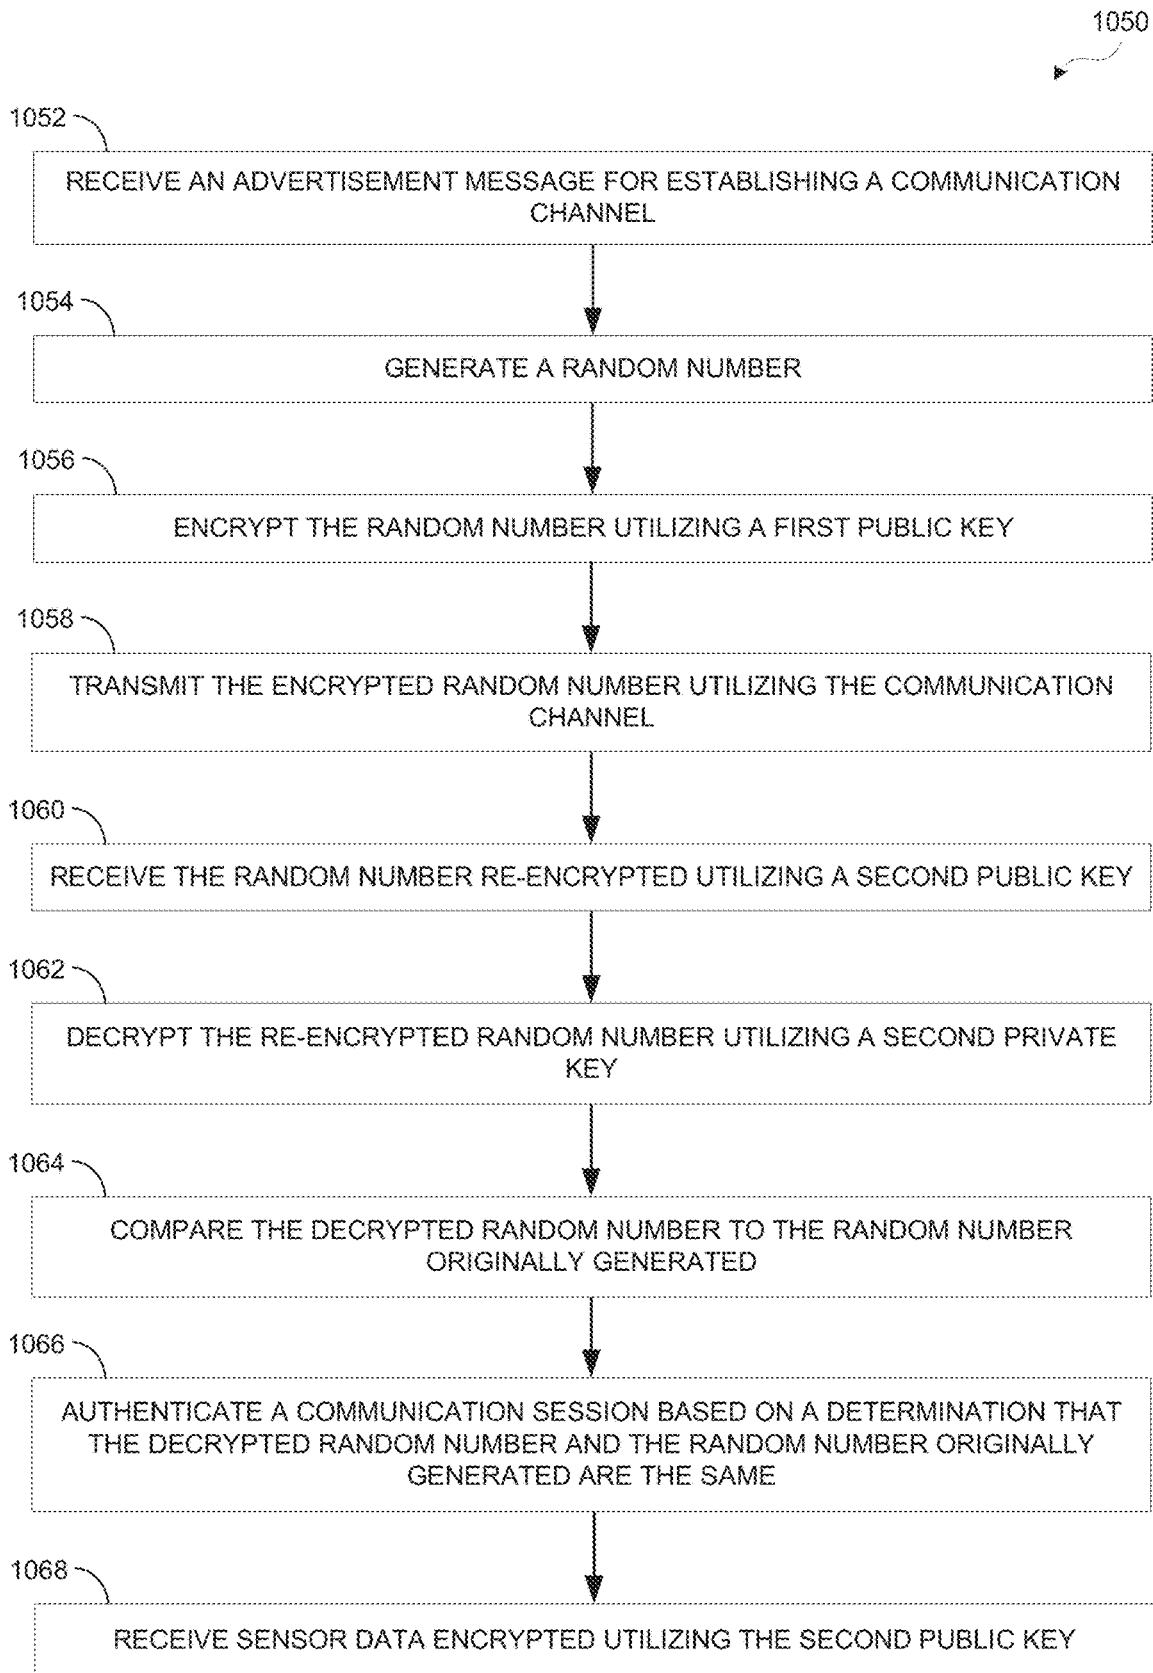 1050
1052
RECEIVE AN ADVERTISEMENT MESSAGE FOR ESTABLISHING A COMMUNICATION
CHANNEL
1054
GENERATE A RANDOM NUMBER
1056
ENCRYPT THE RANDOM NUMBER UTILIZING A FIRST PUBLIC KEY
1058
TRANSMIT THE ENCRYPTED RANDOM NUMBER UTILIZING THE COMMUNICATION
CHANNEL
1060
RECEIVE THE RANDOM NUMBER RE-ENCRYPTED UTILIZING A SECOND PUBLIC KEY
1062
DECRYPT THE RE-ENCRYPTED RANDOM NUMBER UTILIZING A SECOND PRIVATE
KEY
1064
COMPARE THE DECRYPTED RANDOM NUMBER TO THE RANDOM NUMBER
ORIGINALLY GENERATED
1066
AUTHENTICATE A COMMUNICATION SESSION BASED ON A DETERMINATION THAT
THE DECRYPTED RANDOM NUMBER AND THE RANDOM NUMBER ORIGINALLY
GENERATED ARE THE SAME
1068
RECEIVE SENSOR DATA ENCRYPTED UTILIZING THE SECOND PUBLIC KEY